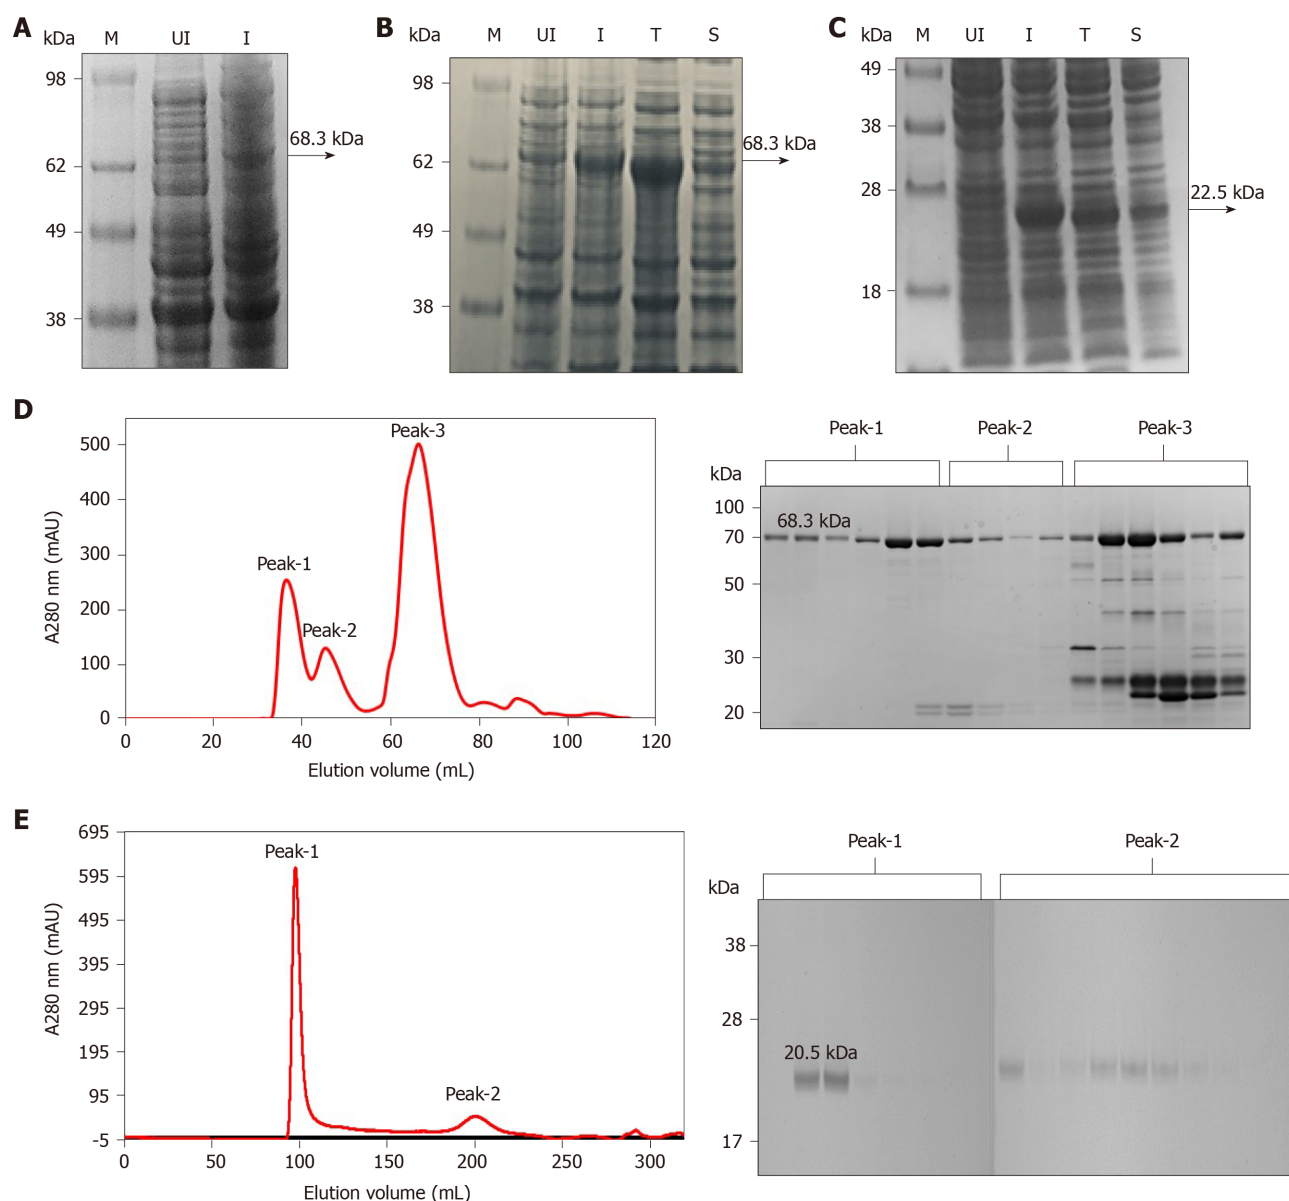 A
kDa M UI I
98
68.3 kDa
62
49
38
B
kDa M UI I T S
98
68.3 kDa
62
49
38
C
kDa M UI I T S
49
38
28
22.5 kDa
18
D
A280 nm (mAU)
500
400
300
200
100
0
Peak-1
Peak-2
Peak-3
0 20 40 60 80 100 120
Elution volume (mL)
Peak-1 Peak-2 Peak-3
kDa
100
68.3 kDa
70
50
30
20
E
A280 nm (mAU)
695
595
495
395
295
195
95
-5
Peak-1
Peak-2
0 50 100 150 200 250 300
Elution volume (mL)
Peak-1 Peak-2
kDa
38
28
20.5 kDa
17